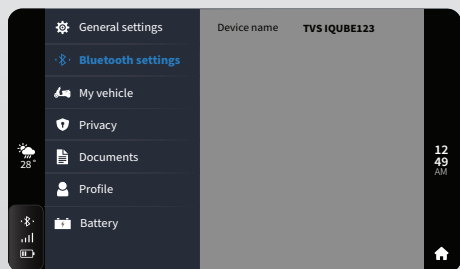 General settings
Device name TVS IQUBE123
Bluetooth settings
My vehicle
Privacy
Documents
Profile
Battery
28°
12
49
AM